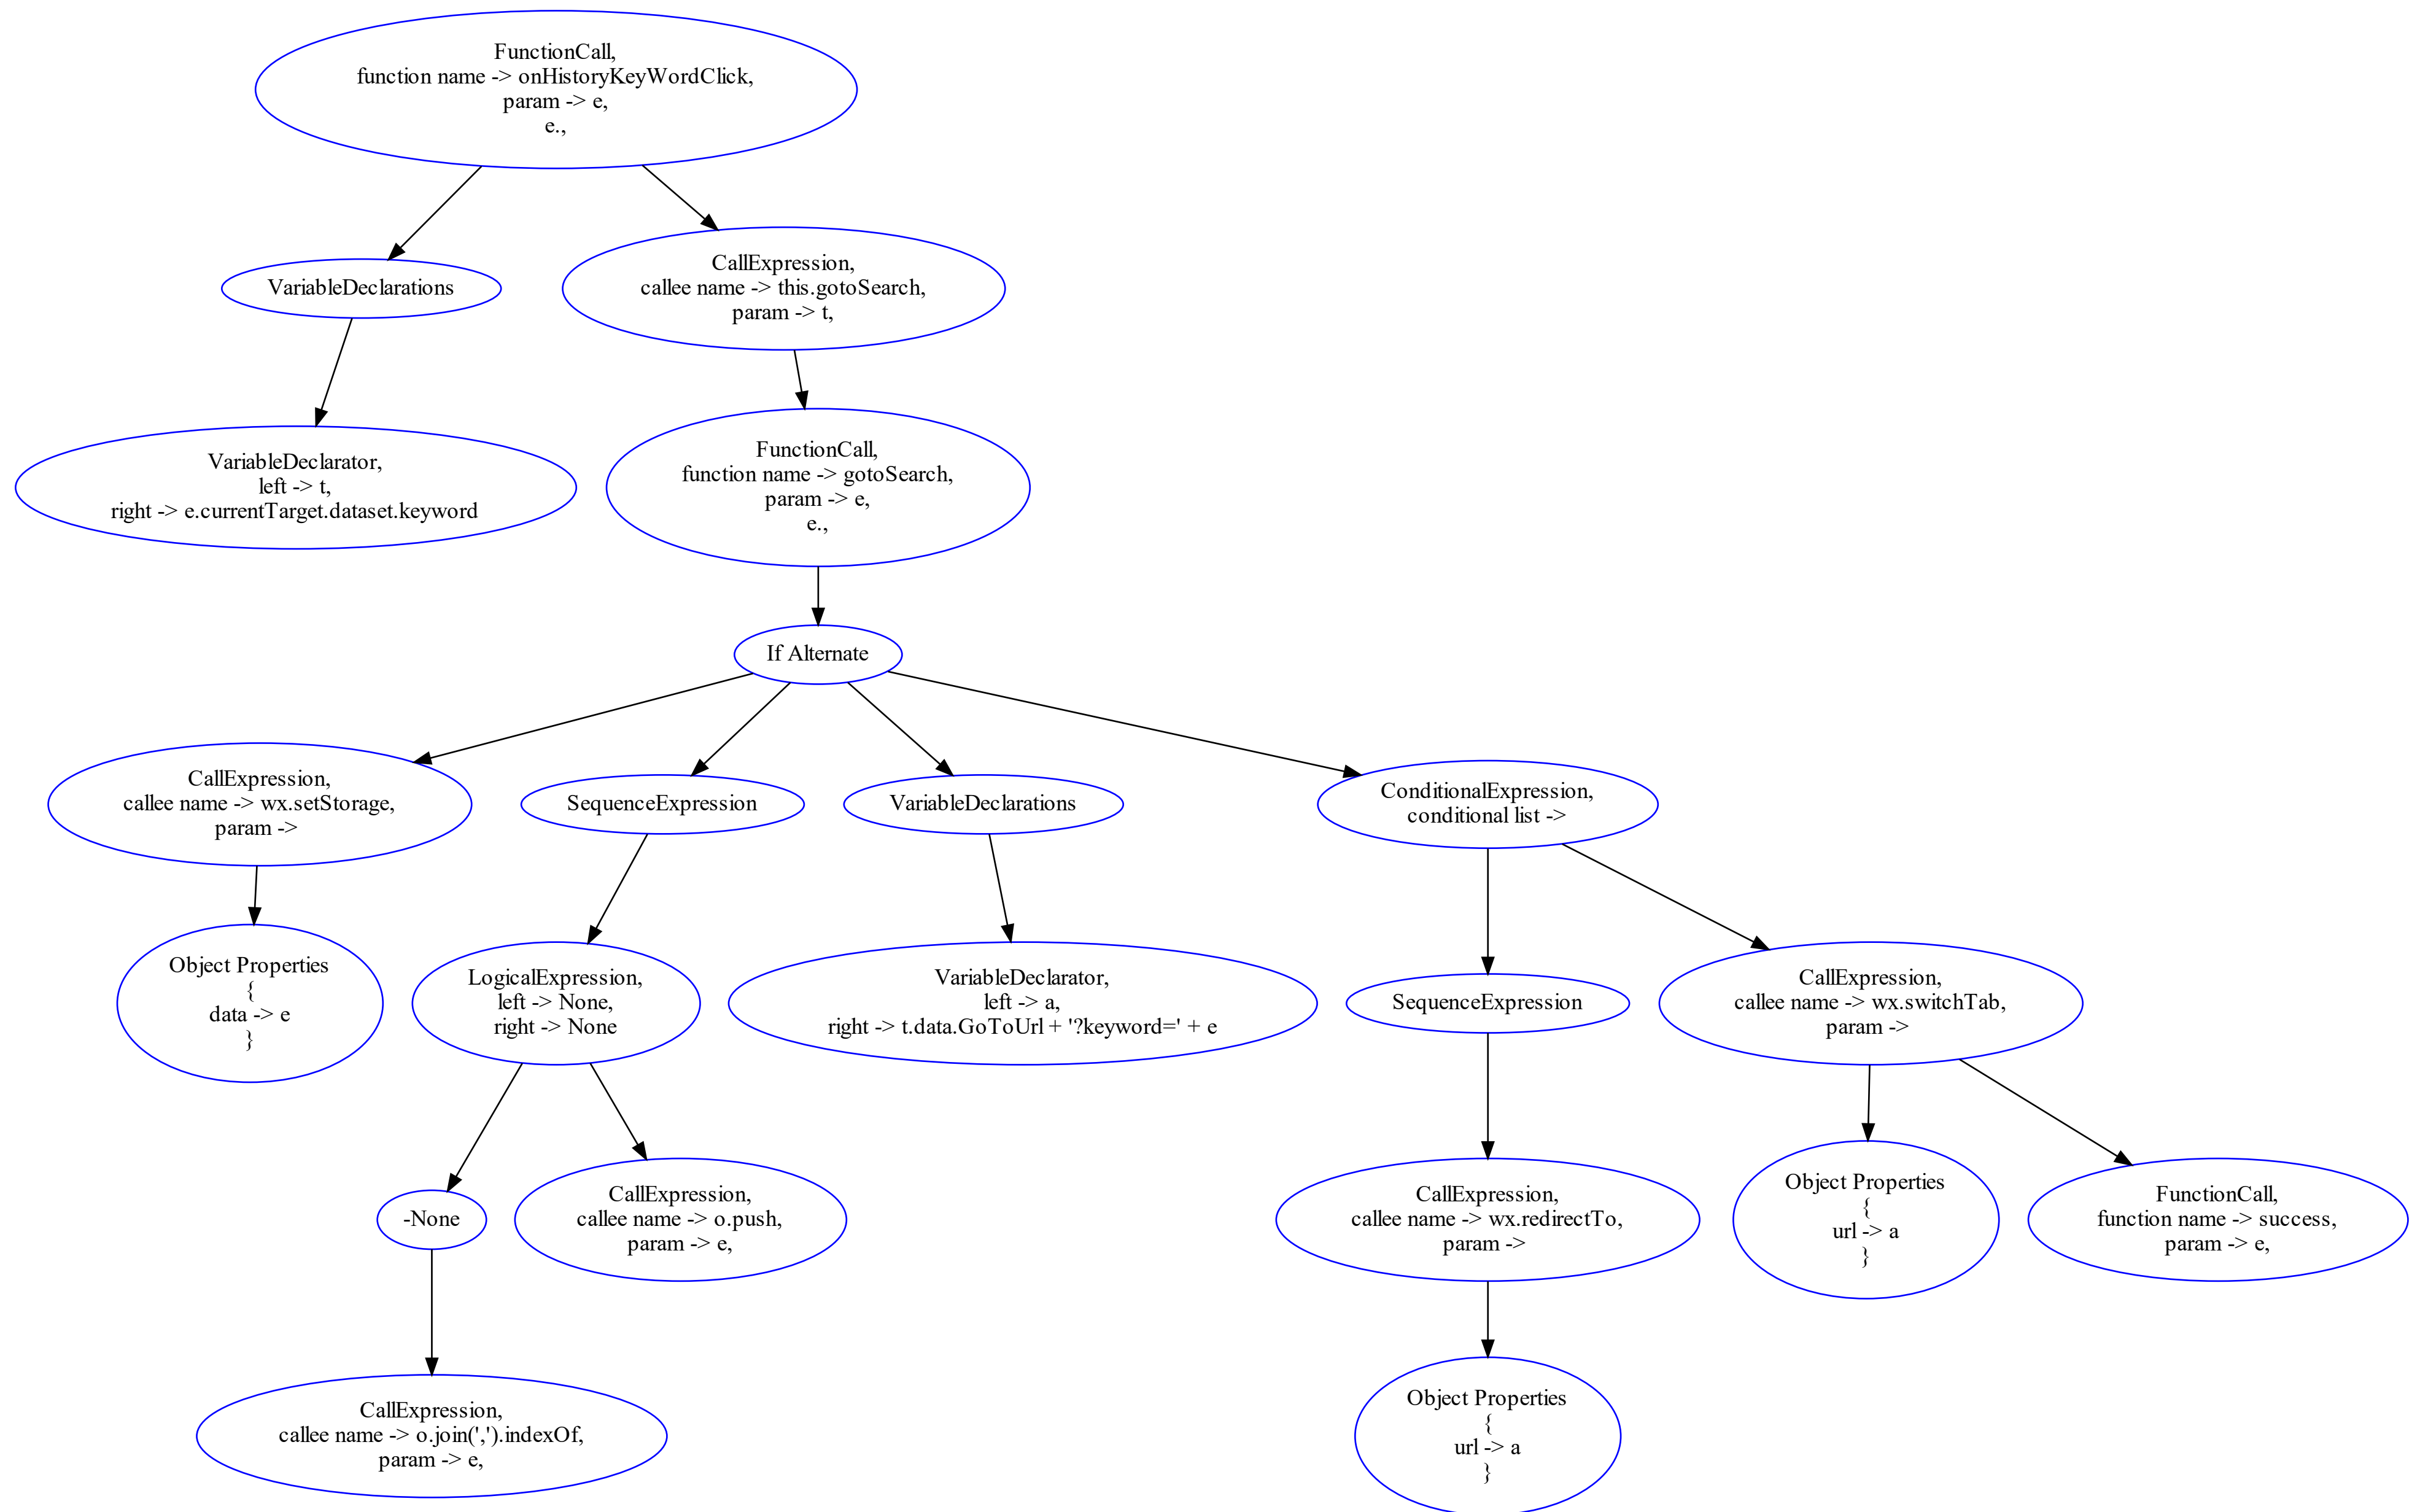 FunctionCall,
function name -> onHistoryKeyWordClick,
param -> e,
e.,
VariableDeclarations
CallExpression,
callee name -> this.gotoSearch,
param -> t,
VariableDeclarator,
left -> t,
right -> e.currentTarget.dataset.keyword
FunctionCall,
function name -> gotoSearch,
param -> e,
e.,
If Alternate
CallExpression,
callee name -> wx.setStorage,
param ->
SequenceExpression
VariableDeclarations
ConditionalExpression,
conditional list ->
Object Properties
{
data -> e
}
LogicalExpression,
left -> None,
right -> None
VariableDeclarator,
left -> a,
right -> t.data.GoToUrl + '?keyword=' + e
SequenceExpression
CallExpression,
callee name -> wx.switchTab,
param ->
-None
CallExpression,
callee name -> o.push,
param -> e,
CallExpression,
callee name -> wx.redirectTo,
param ->
Object Properties
{
url -> a
}
FunctionCall,
function name -> success,
param -> e,
CallExpression,
callee name -> o.join(',').indexOf,
param -> e,
Object Properties
{
url -> a
}